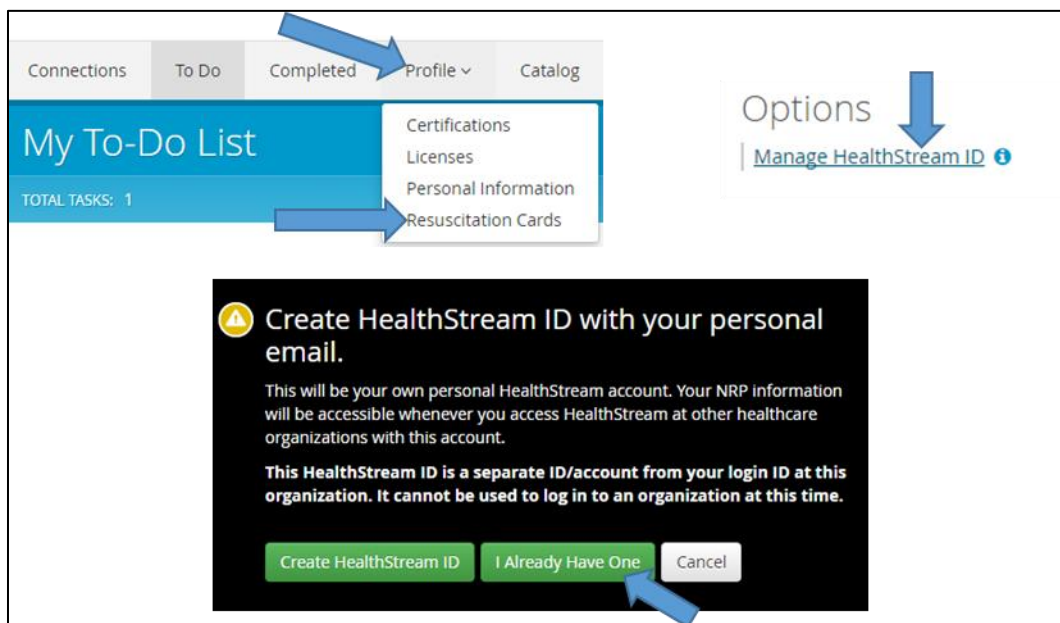 Connections To Do Completed Profile Catalog
My To-Do List
TOTAL TASKS: 1
Certifications
Licenses
Personal Information
Resuscitation Cards
Options
Manage HealthStream ID
Create HealthStream ID with your personal
email.
This will be your own personal HealthStream account. Your NRP information
will be accessible whenever you access HealthStream at other healthcare
organizations with this account.
This HealthStream ID is a separate ID/account from your login ID at this
organization. It cannot be used to log in to an organization at this time.
Create HealthStream ID I Already Have One Cancel